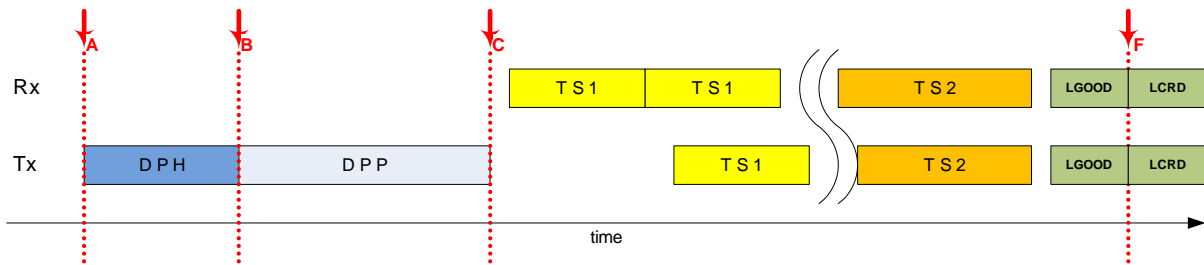 A B C F
Rx TS1 TS1 TS2 LGOOD LCRD
Tx DPH DPP TS1 TS2 LGOOD LCRD
time